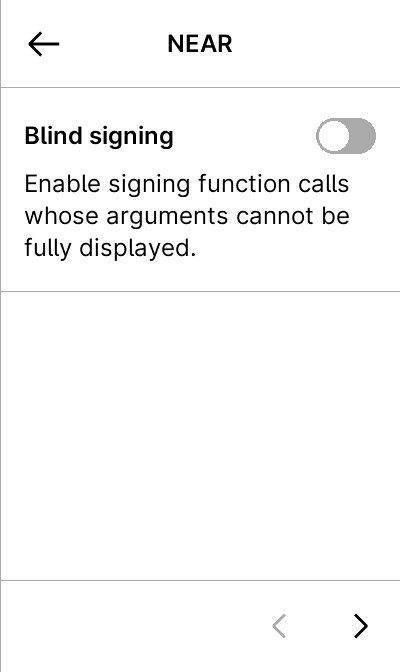 NEAR
Blind signing
Enable signing function calls
whose arguments cannot be
fully displayed.